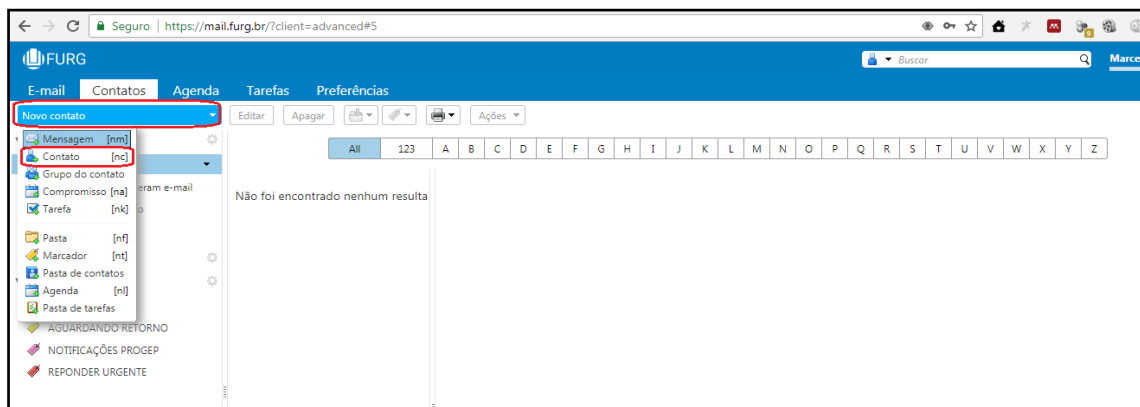 Seguro | https://mail.furg.br/?client=advanced#5
FURG
Buscar
Marce
E-mail Contatos Agenda Tarefas Preferências
Novo contato Editar Apagar Ações
Mensagem [nm]
All 123 A B C D E F G H I J K L M N O P Q R S T U V W X Y Z
Contato [nc]
Grupo do contato
Compromisso [na] eram e-mail
Não foi encontrado nenhum resulta
Tarefa [nk] o
Pasta [nf]
Marcador [nt]
Pasta de contatos
Agenda [nl]
Pasta de tarefas
AGUARDANDO RETORNO
NOTIFICAÇÕES PROGEP
REPONDER URGENTE